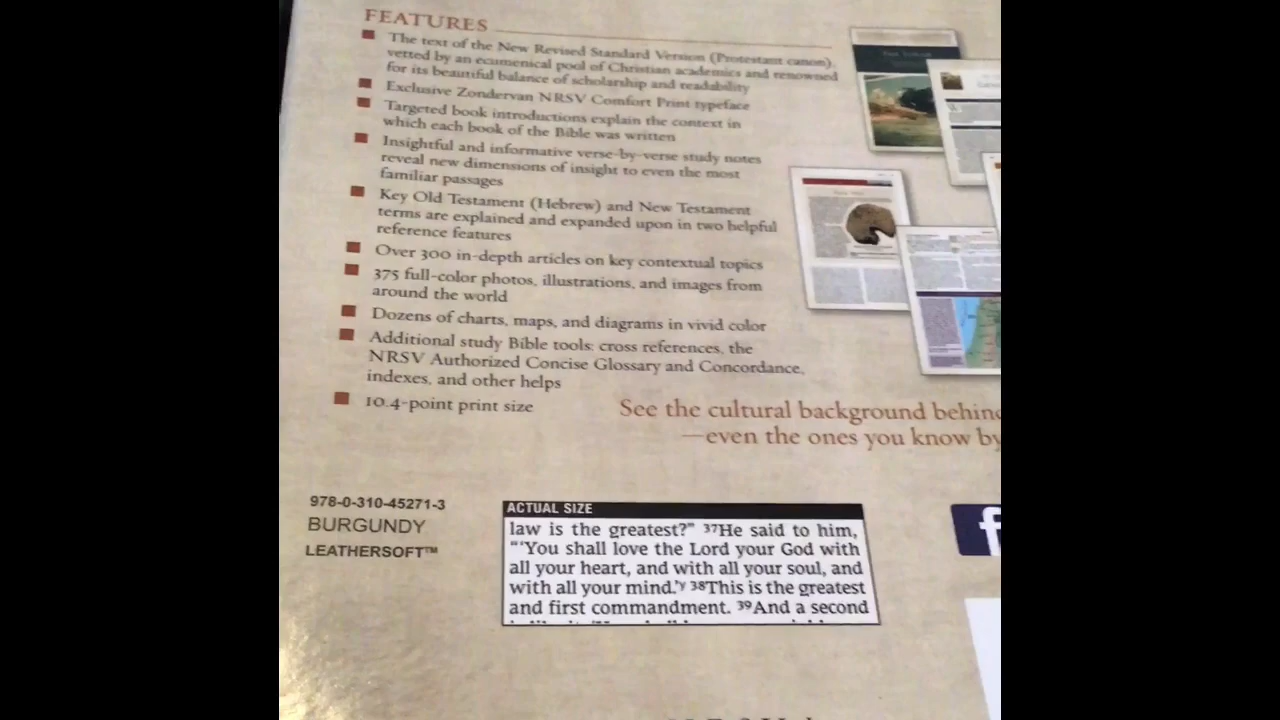 FEATURES
The text of the New Revised Standard Version (Protestant canon),
vetted by an ecumenical pool of Christian academics and renowned
for its beautiful balance of scholarship and readability
Exclusive Zondervan NRSV Comfort Print typeface
Targeted book introductions explain the context in
which each book of the Bible was written
Insightful and informative verse-by-verse study notes
reveal new dimensions of insight to even the most
familiar passages
Key Old Testament (Hebrew) and New Testament
terms are explained and expanded upon in two helpful
reference features
Over 300 in-depth articles on key contextual topics
375 full-color photos, illustrations, and images from
around the world
Dozens of charts, maps, and diagrams in vivid color
Additional study Bible tools: cross references, the
NRSV Authorized Concise Glossary and Concordance,
indexes, and other helps
10.4-point print size
See the cultural background behind
—even the ones you know by
978-0-310-45271-3
BURGUNDY
LEATHERSOFT™
ACTUAL SIZE
law is the greatest?" 37He said to him,
"'You shall love the Lord your God with
all your heart, and with all your soul, and
with all your mind.'y 38This is the greatest
and first commandment. 39And a second
f